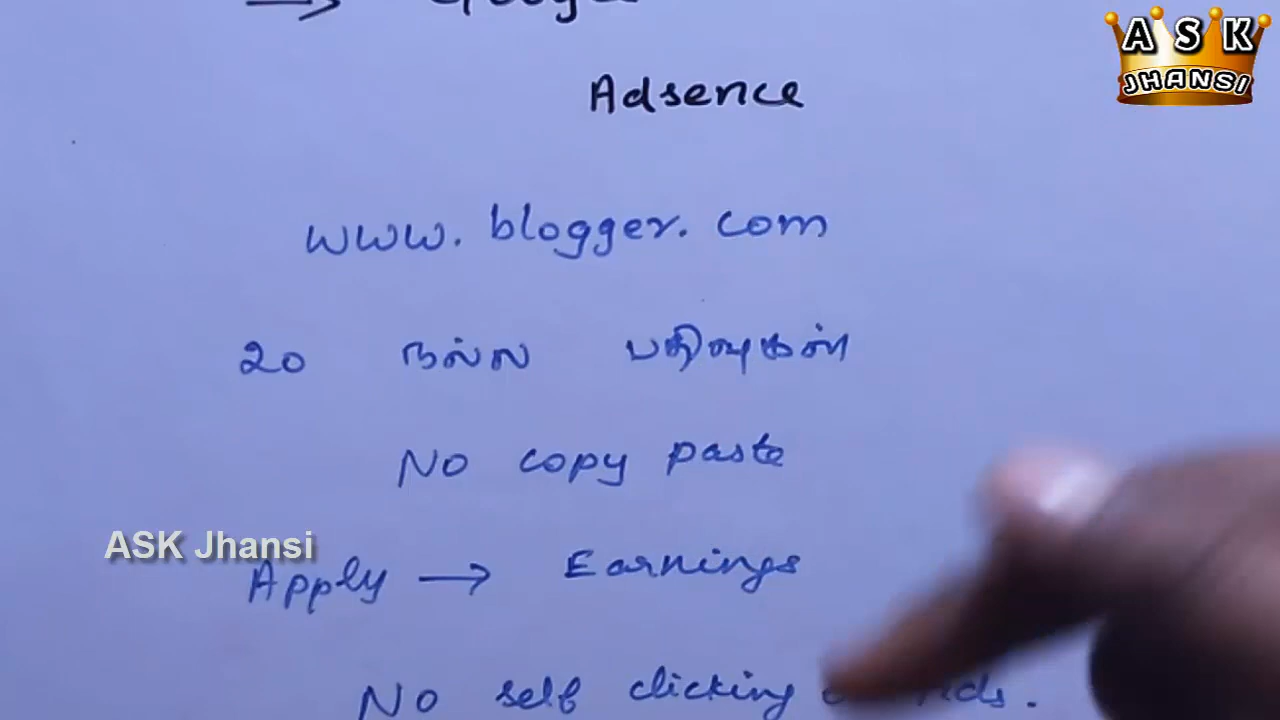 →
Adsence
www.blogger.com
20 நல்ல பதிவுகள்
No copy paste
Apply → Earnings
No self clicking Ads.
ASK
JHANSI
ASK Jhansi